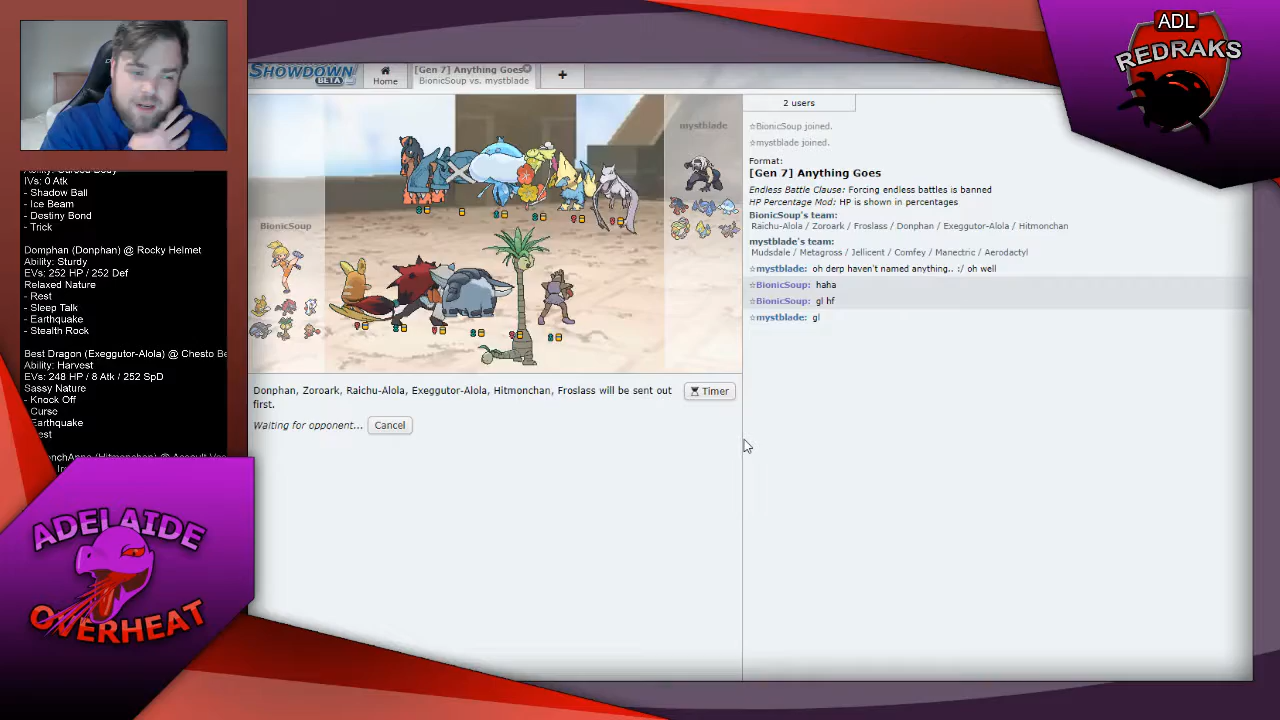 ADL
REDRAKS
SHOWDOWN
BETA
Home
[Gen 7] Anything Goes
BionicSoup vs. mystblade
+
2 users
IVs: 0 Atk
- Shadow Ball
- Ice Beam
- Destiny Bond
- Trick
Domphan (Donphan) @ Rocky Helmet
Ability: Sturdy
EVs: 252 HP / 252 Def
Relaxed Nature
- Rest
- Sleep Talk
- Earthquake
- Stealth Rock
Best Dragon (Exeggutor-Alola) @ Chesto Be
Ability: Harvest
EVs: 248 HP / 8 Atk / 252 SpD
Sassy Nature
- Knock Off
- Curse
Earthquake
est
ADELAIDE
OVERHEAT
BionicSoup
mystblade
Donphan, Zoroark, Raichu-Alola, Exeggutor-Alola, Hitmonchan, Froslass will be sent out
first.
Timer
Waiting for opponent...
Cancel
☆BionicSoup joined.
☆mystblade joined.
Format:
[Gen 7] Anything Goes
Endless Battle Clause: Forcing endless battles is banned
HP Percentage Mod: HP is shown in percentages
BionicSoup's team:
Raichu-Alola / Zoroark / Froslass / Donphan / Exeggutor-Alola / Hitmonchan
mystblade's team:
Mudsdale / Metagross / Jellicent / Comfey / Manectric / Aerodactyl
☆mystblade: oh derp haven't named anything.. :/ oh well
☆BionicSoup: haha
☆BionicSoup: gl hf
☆mystblade: gl